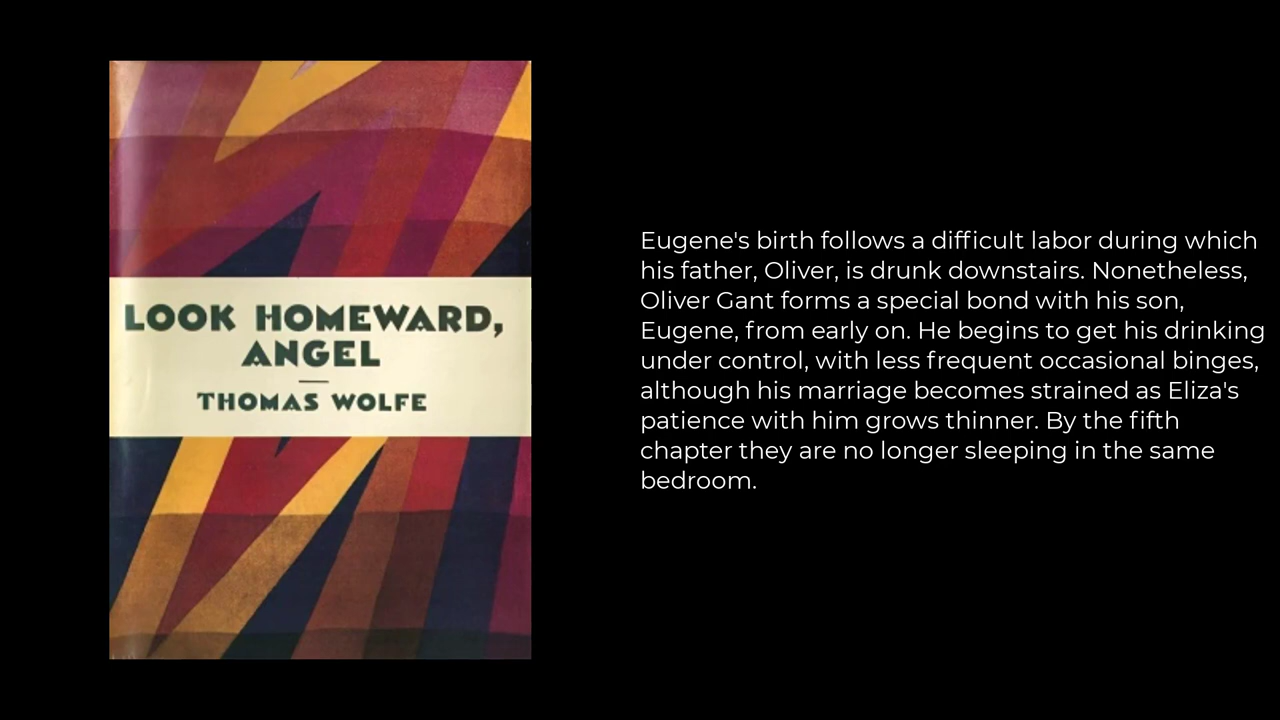 LOOK HOMEWARD,
ANGEL
THOMAS WOLFE
Eugene's birth follows a difficult labor during which
his father, Oliver, is drunk downstairs. Nonetheless,
Oliver Gant forms a special bond with his son,
Eugene, from early on. He begins to get his drinking
under control, with less frequent occasional binges,
although his marriage becomes strained as Eliza's
patience with him grows thinner. By the fifth
chapter they are no longer sleeping in the same
bedroom.